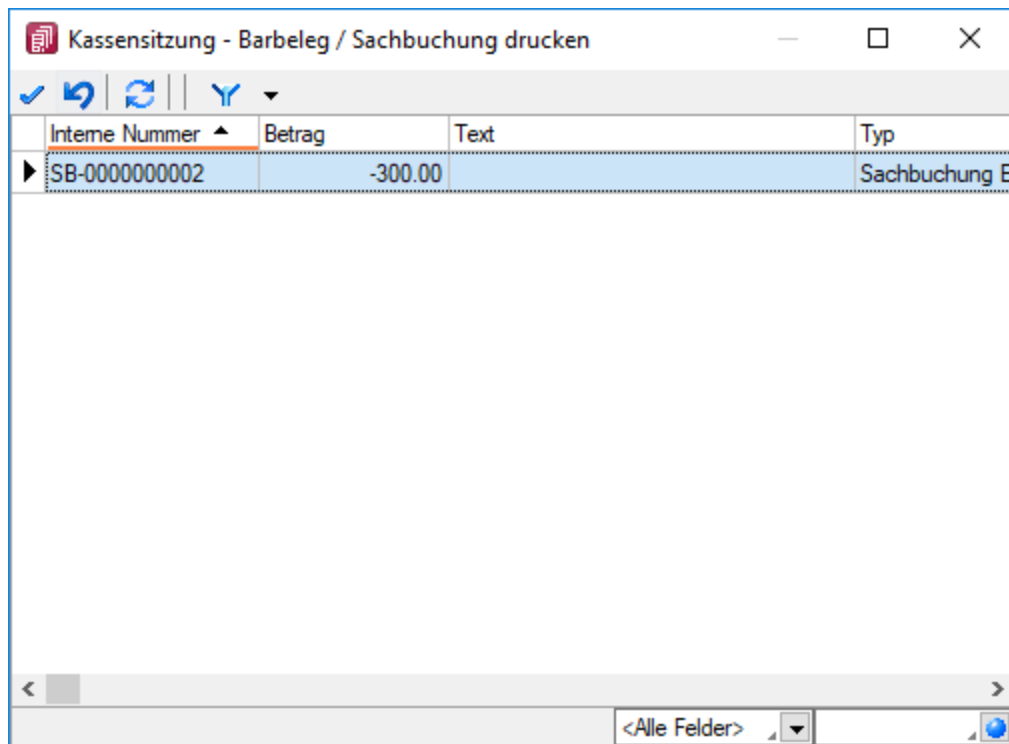 Kassensitzung - Barbeleg / Sachbuchung drucken
Interne Nummer Betrag Text Typ
SB-0000000002 -300.00 Sachbuchung E
<Alle Felder>